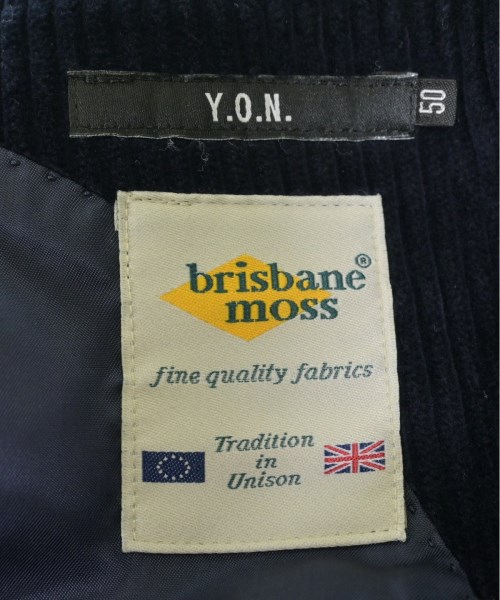 Y.O.N.
50
brisbane®
moss
fine quality fabrics
Tradition
in
Unison